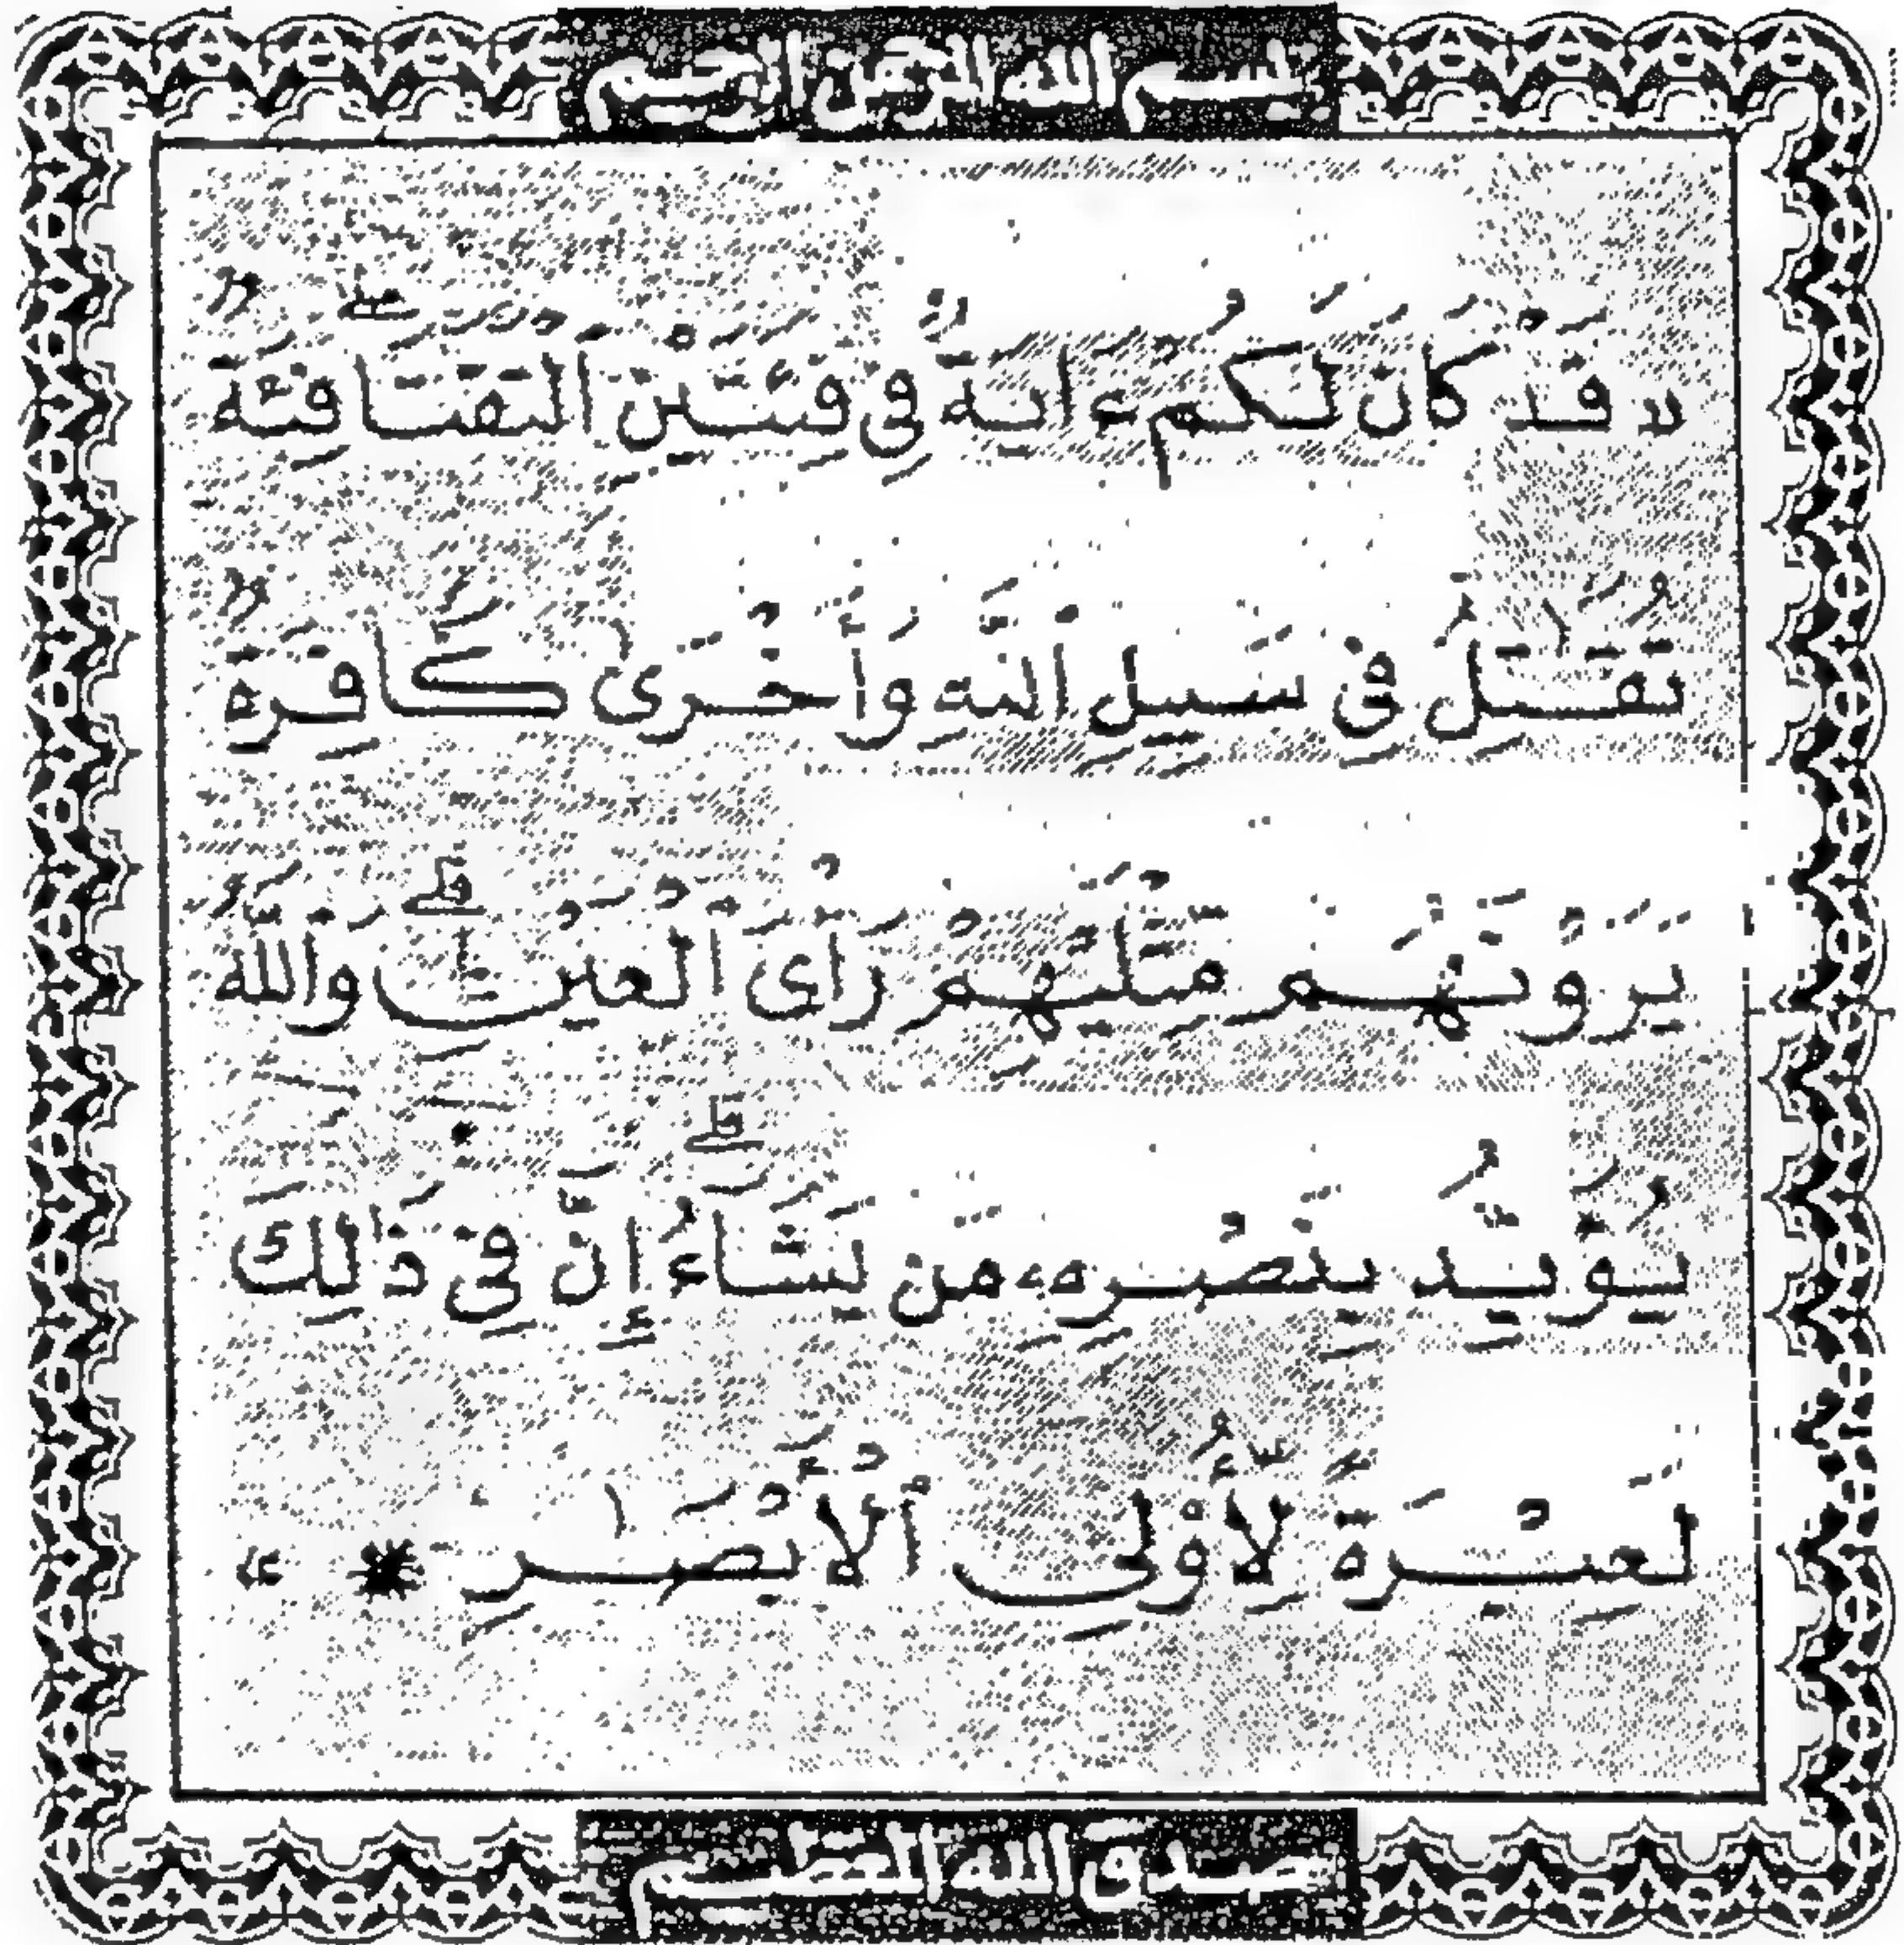 بسم الله الرحمن الرحيم
« قَدْ كَانَ لَكُمْ ءَايَةٌ فِي فِئَتَيْنِ ٱلْتَقَتَا ۖ فِئَةٌ
تُقَٰتِلُ فِي سَبِيلِ ٱللَّهِ وَأُخْرَىٰ كَافِرَةٌ
يَرَوْنَهُم مِّثْلَيْهِمْ رَأْيَ ٱلْعَيْنِ ۚ وَٱللَّهُ
يُؤَيِّدُ بِنَصْرِهِۦ مَن يَشَآءُ ۗ إِنَّ فِي ذَٰلِكَ
لَعِبْرَةً لِّأُو۟لِي ٱلْأَبْصَٰرِ * »
صدق الله العظيم